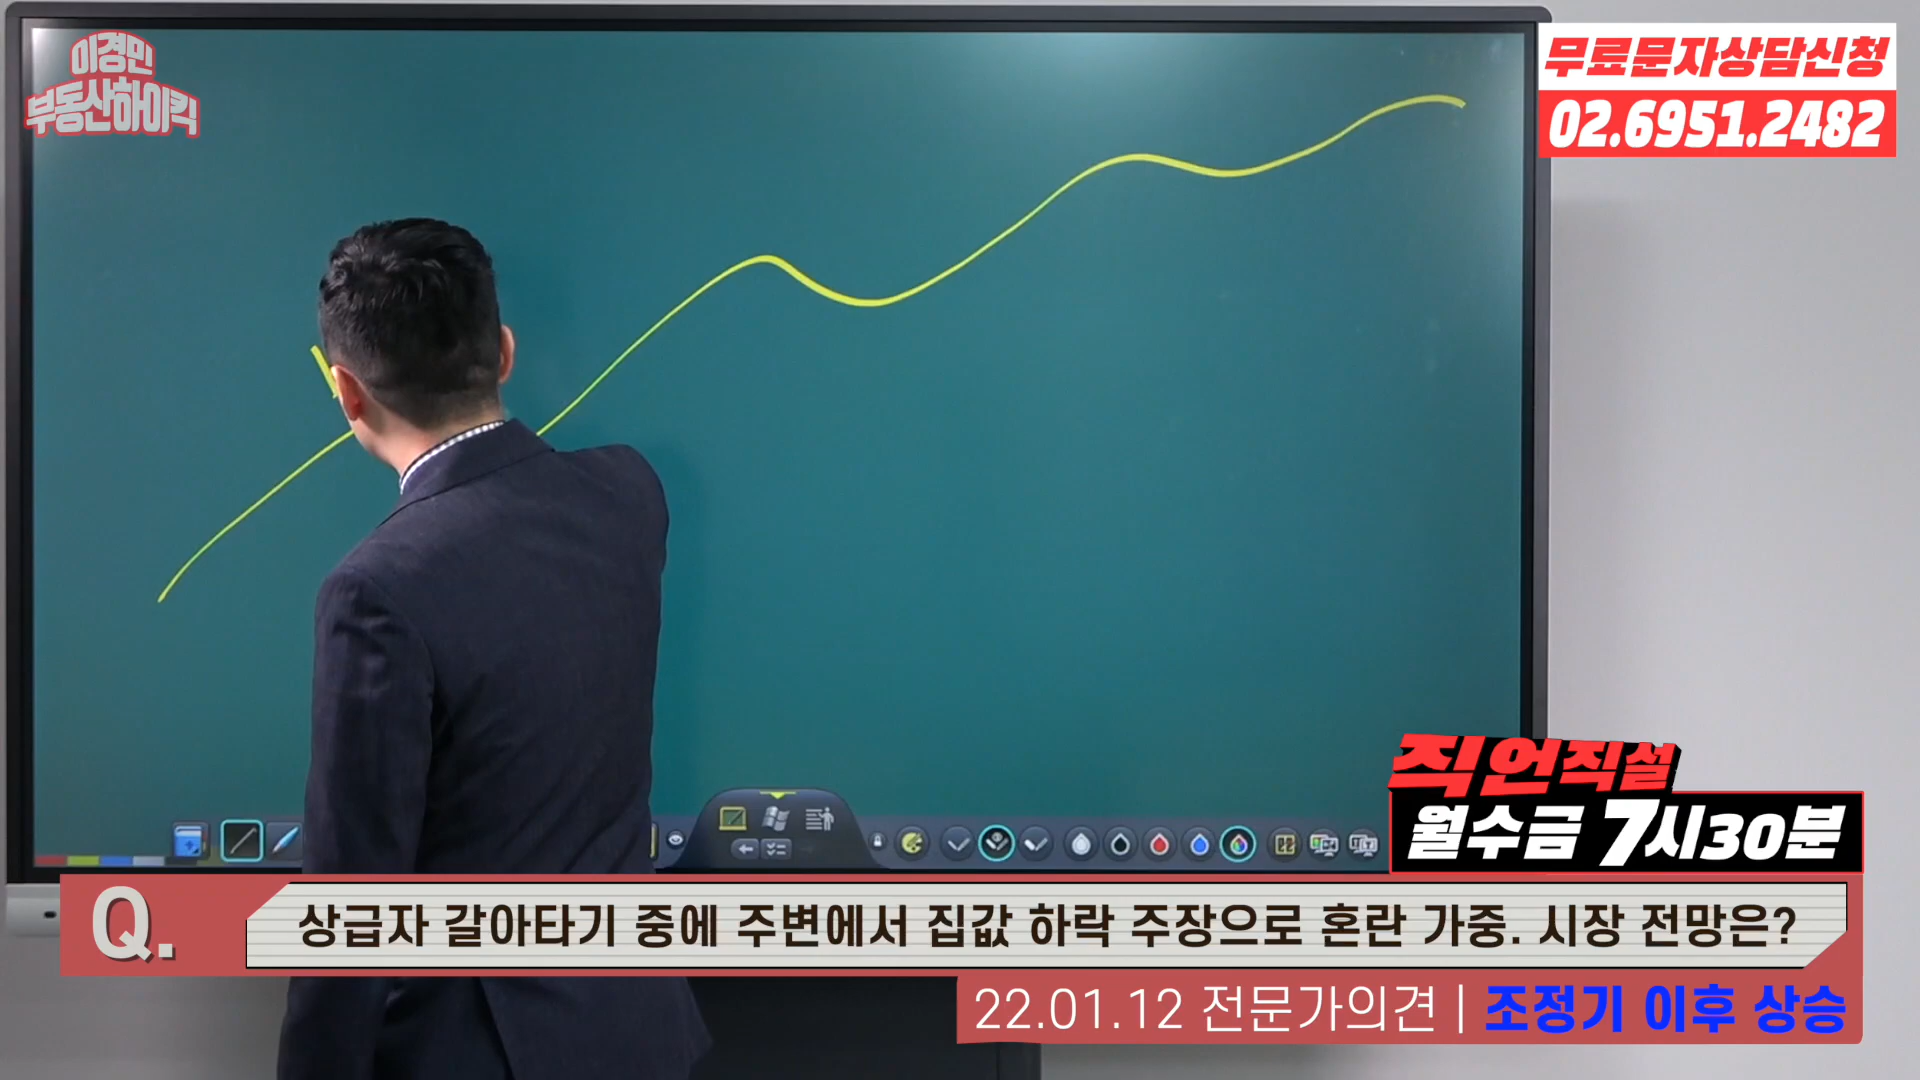 이경민
부동산하이킥
무료문자상담신청
02.6951.2482
직언직설
월수금 7시30분
Q.
상급자 갈아타기 중에 주변에서 집값 하락 주장으로 혼란 가중. 시장 전망은?
22.01.12 전문가의견 | 조정기 이후 상승